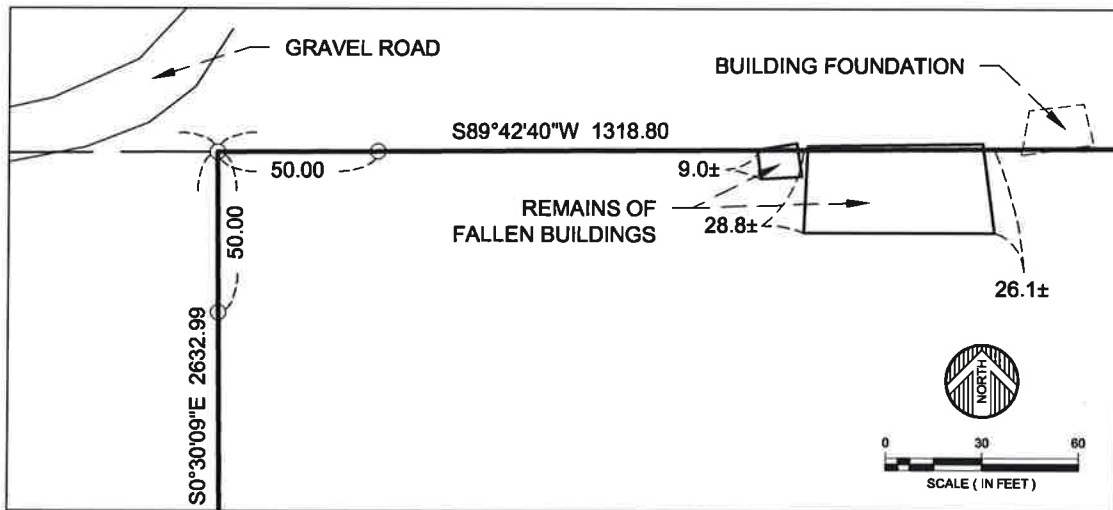 GRAVEL ROAD
BUILDING FOUNDATION
S89°42'40"W 1318.80
50.00
9.0±
REMAINS OF
FALLEN BUILDINGS
28.8±
50.00
26.1±
S0°30'09"E 2632.99
NORTH
0 30 60
SCALE ( IN FEET )